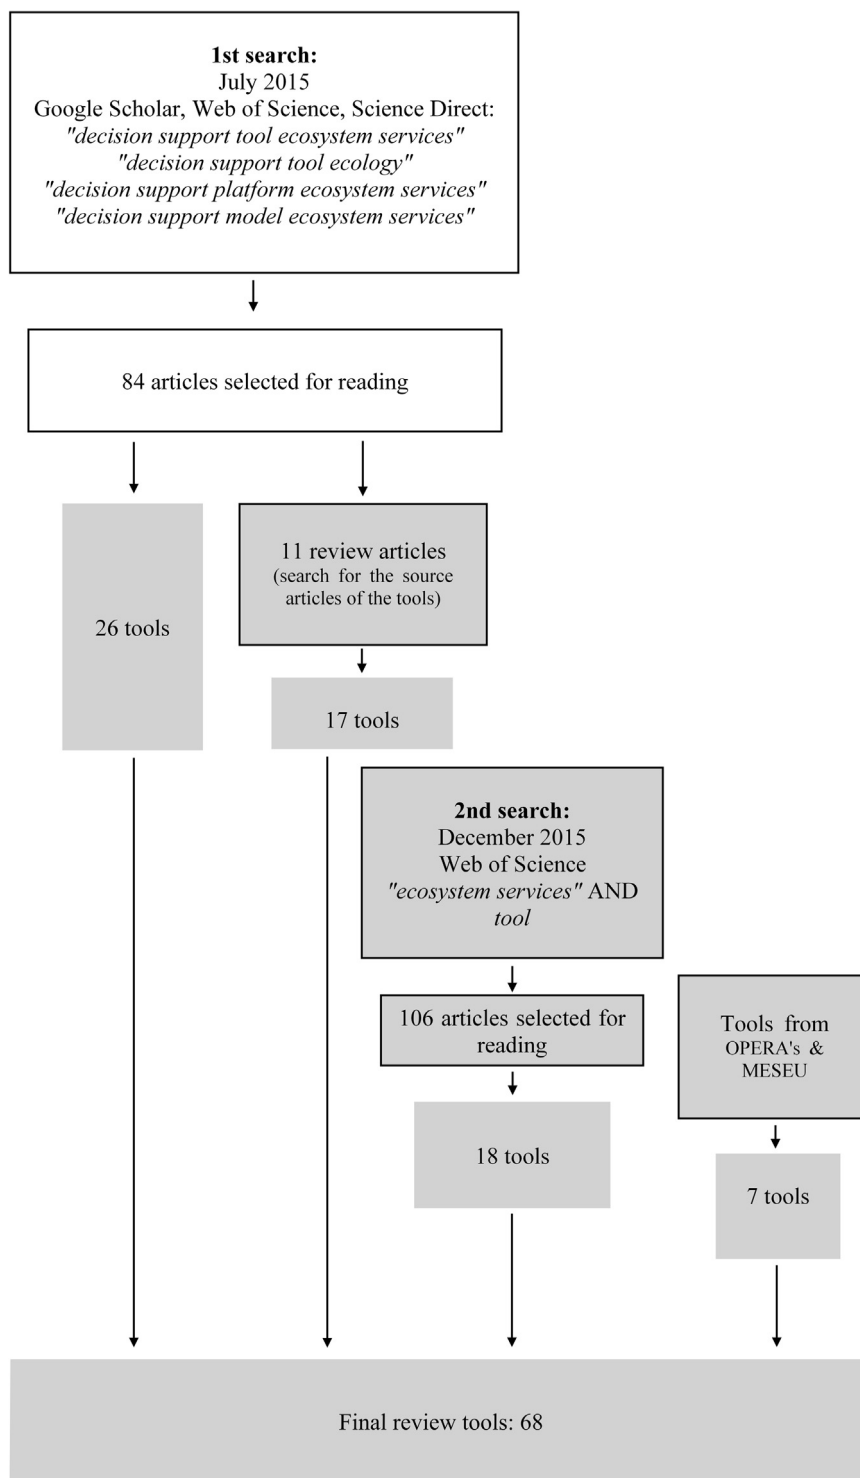 1st search:
July 2015
Google Scholar, Web of Science, Science Direct:
"decision support tool ecosystem services"
"decision support tool ecology"
"decision support platform ecosystem services"
"decision support model ecosystem services"
84 articles selected for reading
26 tools
11 review articles
(search for the source
articles of the tools)
17 tools
2nd search:
December 2015
Web of Science
"ecosystem services" AND
tool
106 articles selected for
reading
18 tools
Tools from
OPERA's &
MESEU
7 tools
Final review tools: 68